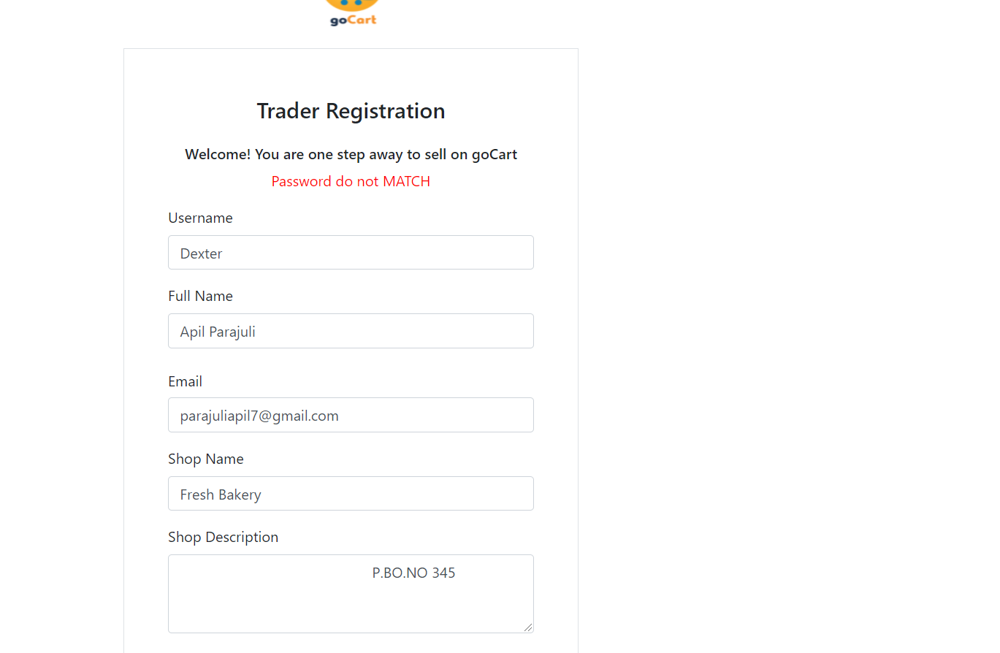 goCart
Trader Registration
Welcome! You are one step away to sell on goCart
Password do not MATCH
Username
Dexter
Full Name
Apil Parajuli
Email
parajuliapil7@gmail.com
Shop Name
Fresh Bakery
Shop Description
P.BO.NO 345